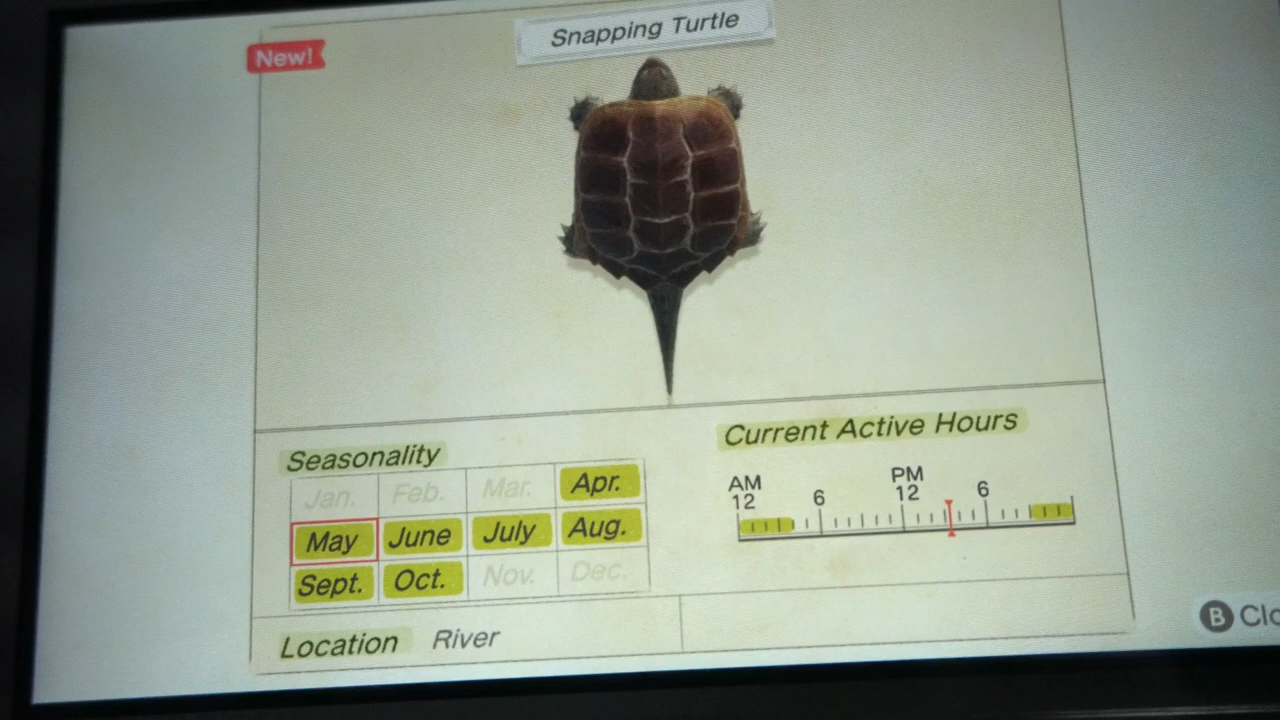 Snapping Turtle
New!
Seasonality
Jan. Feb. Mar. Apr.
May June July Aug.
Sept. Oct. Nov. Dec.
Current Active Hours
AM PM
12 6 12 6
Location River
B Clo